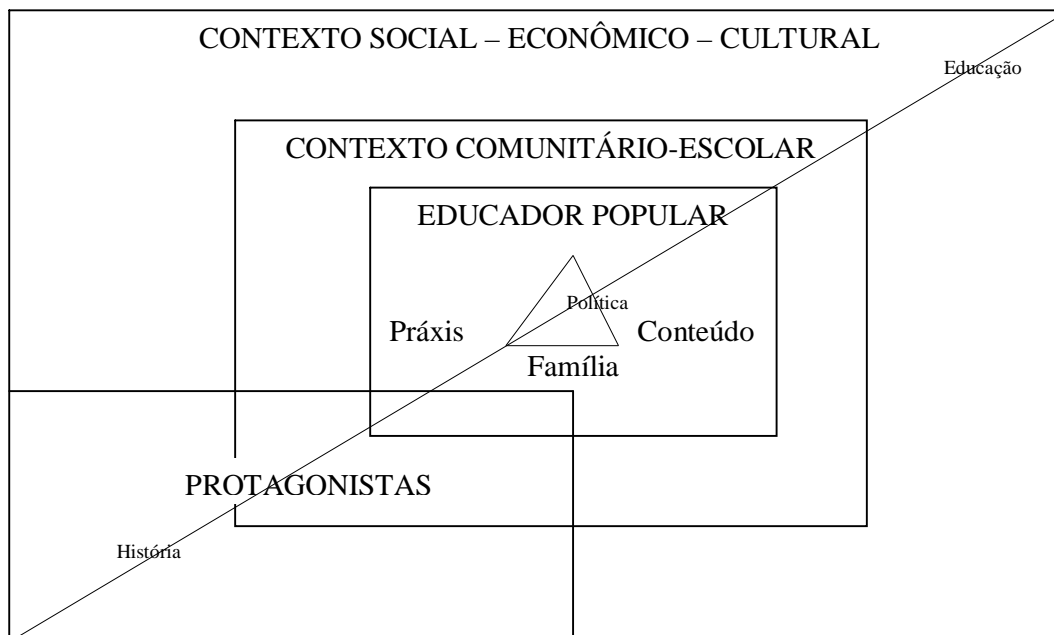 CONTEXTO SOCIAL – ECONÔMICO – CULTURAL
Educação
CONTEXTO COMUNITÁRIO-ESCOLAR
EDUCADOR POPULAR
Política
Práxis
Conteúdo
Família
PROTAGONISTAS
História